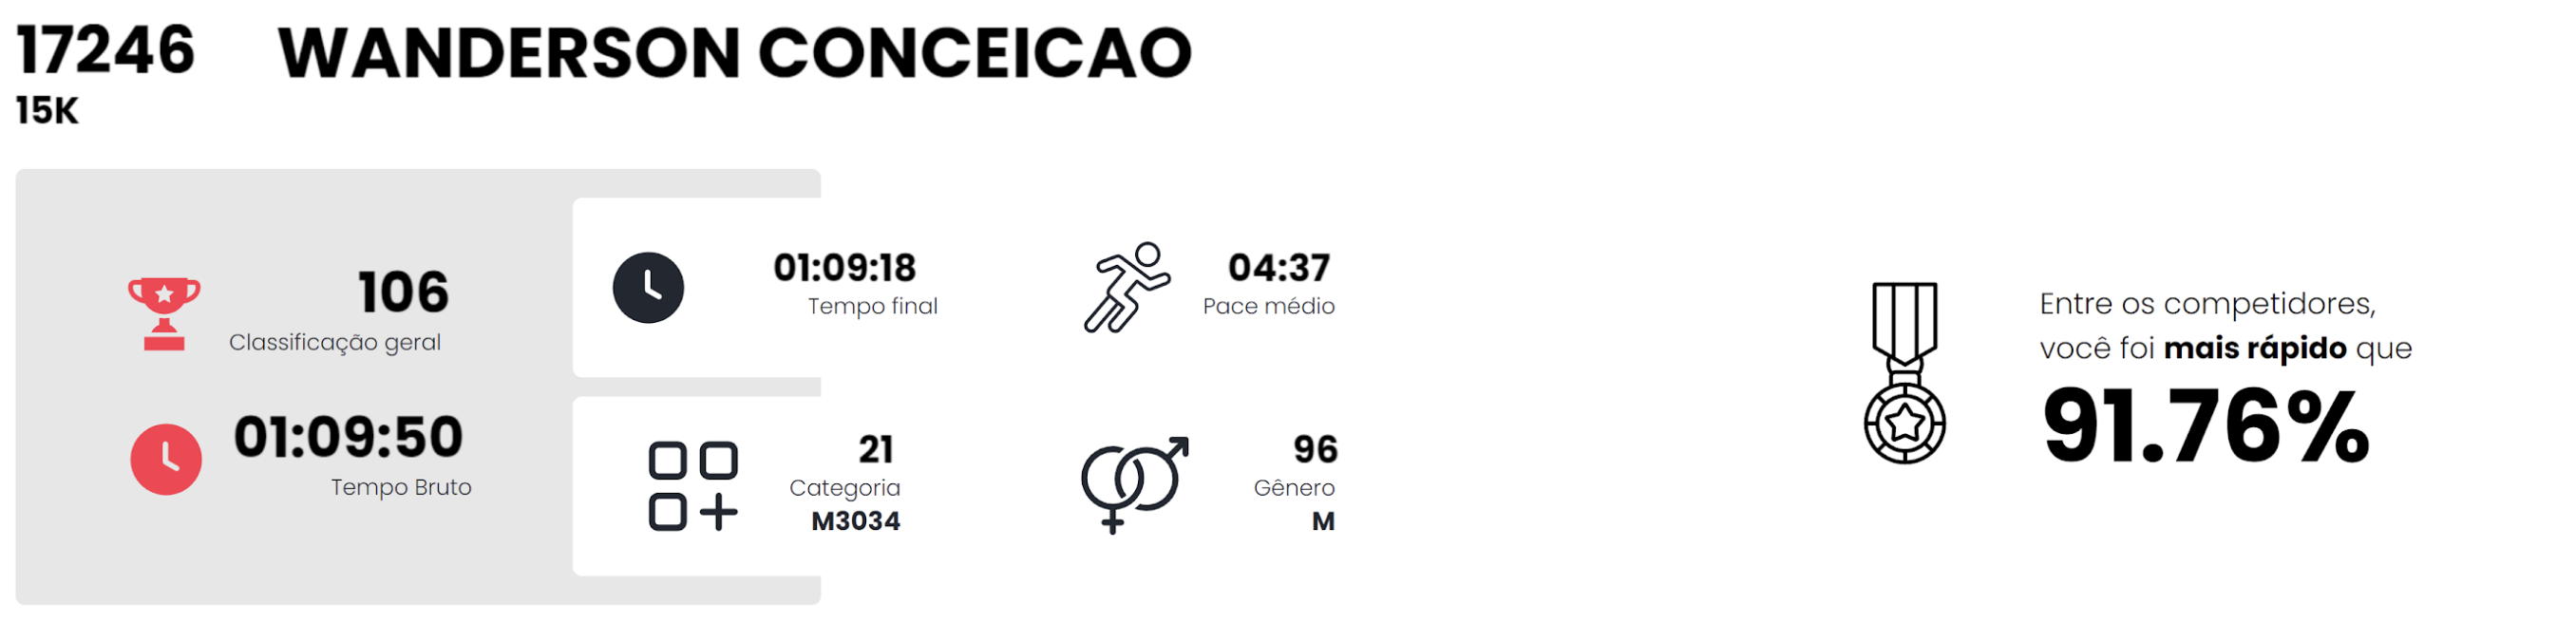 17246 WANDERSON CONCEICAO
15K
106
Classificação geral
01:09:50
Tempo Bruto
01:09:18
Tempo final
04:37
Pace médio
21
Categoria
M3034
96
Gênero
M
Entre os competidores,
você foi mais rápido que
91.76%